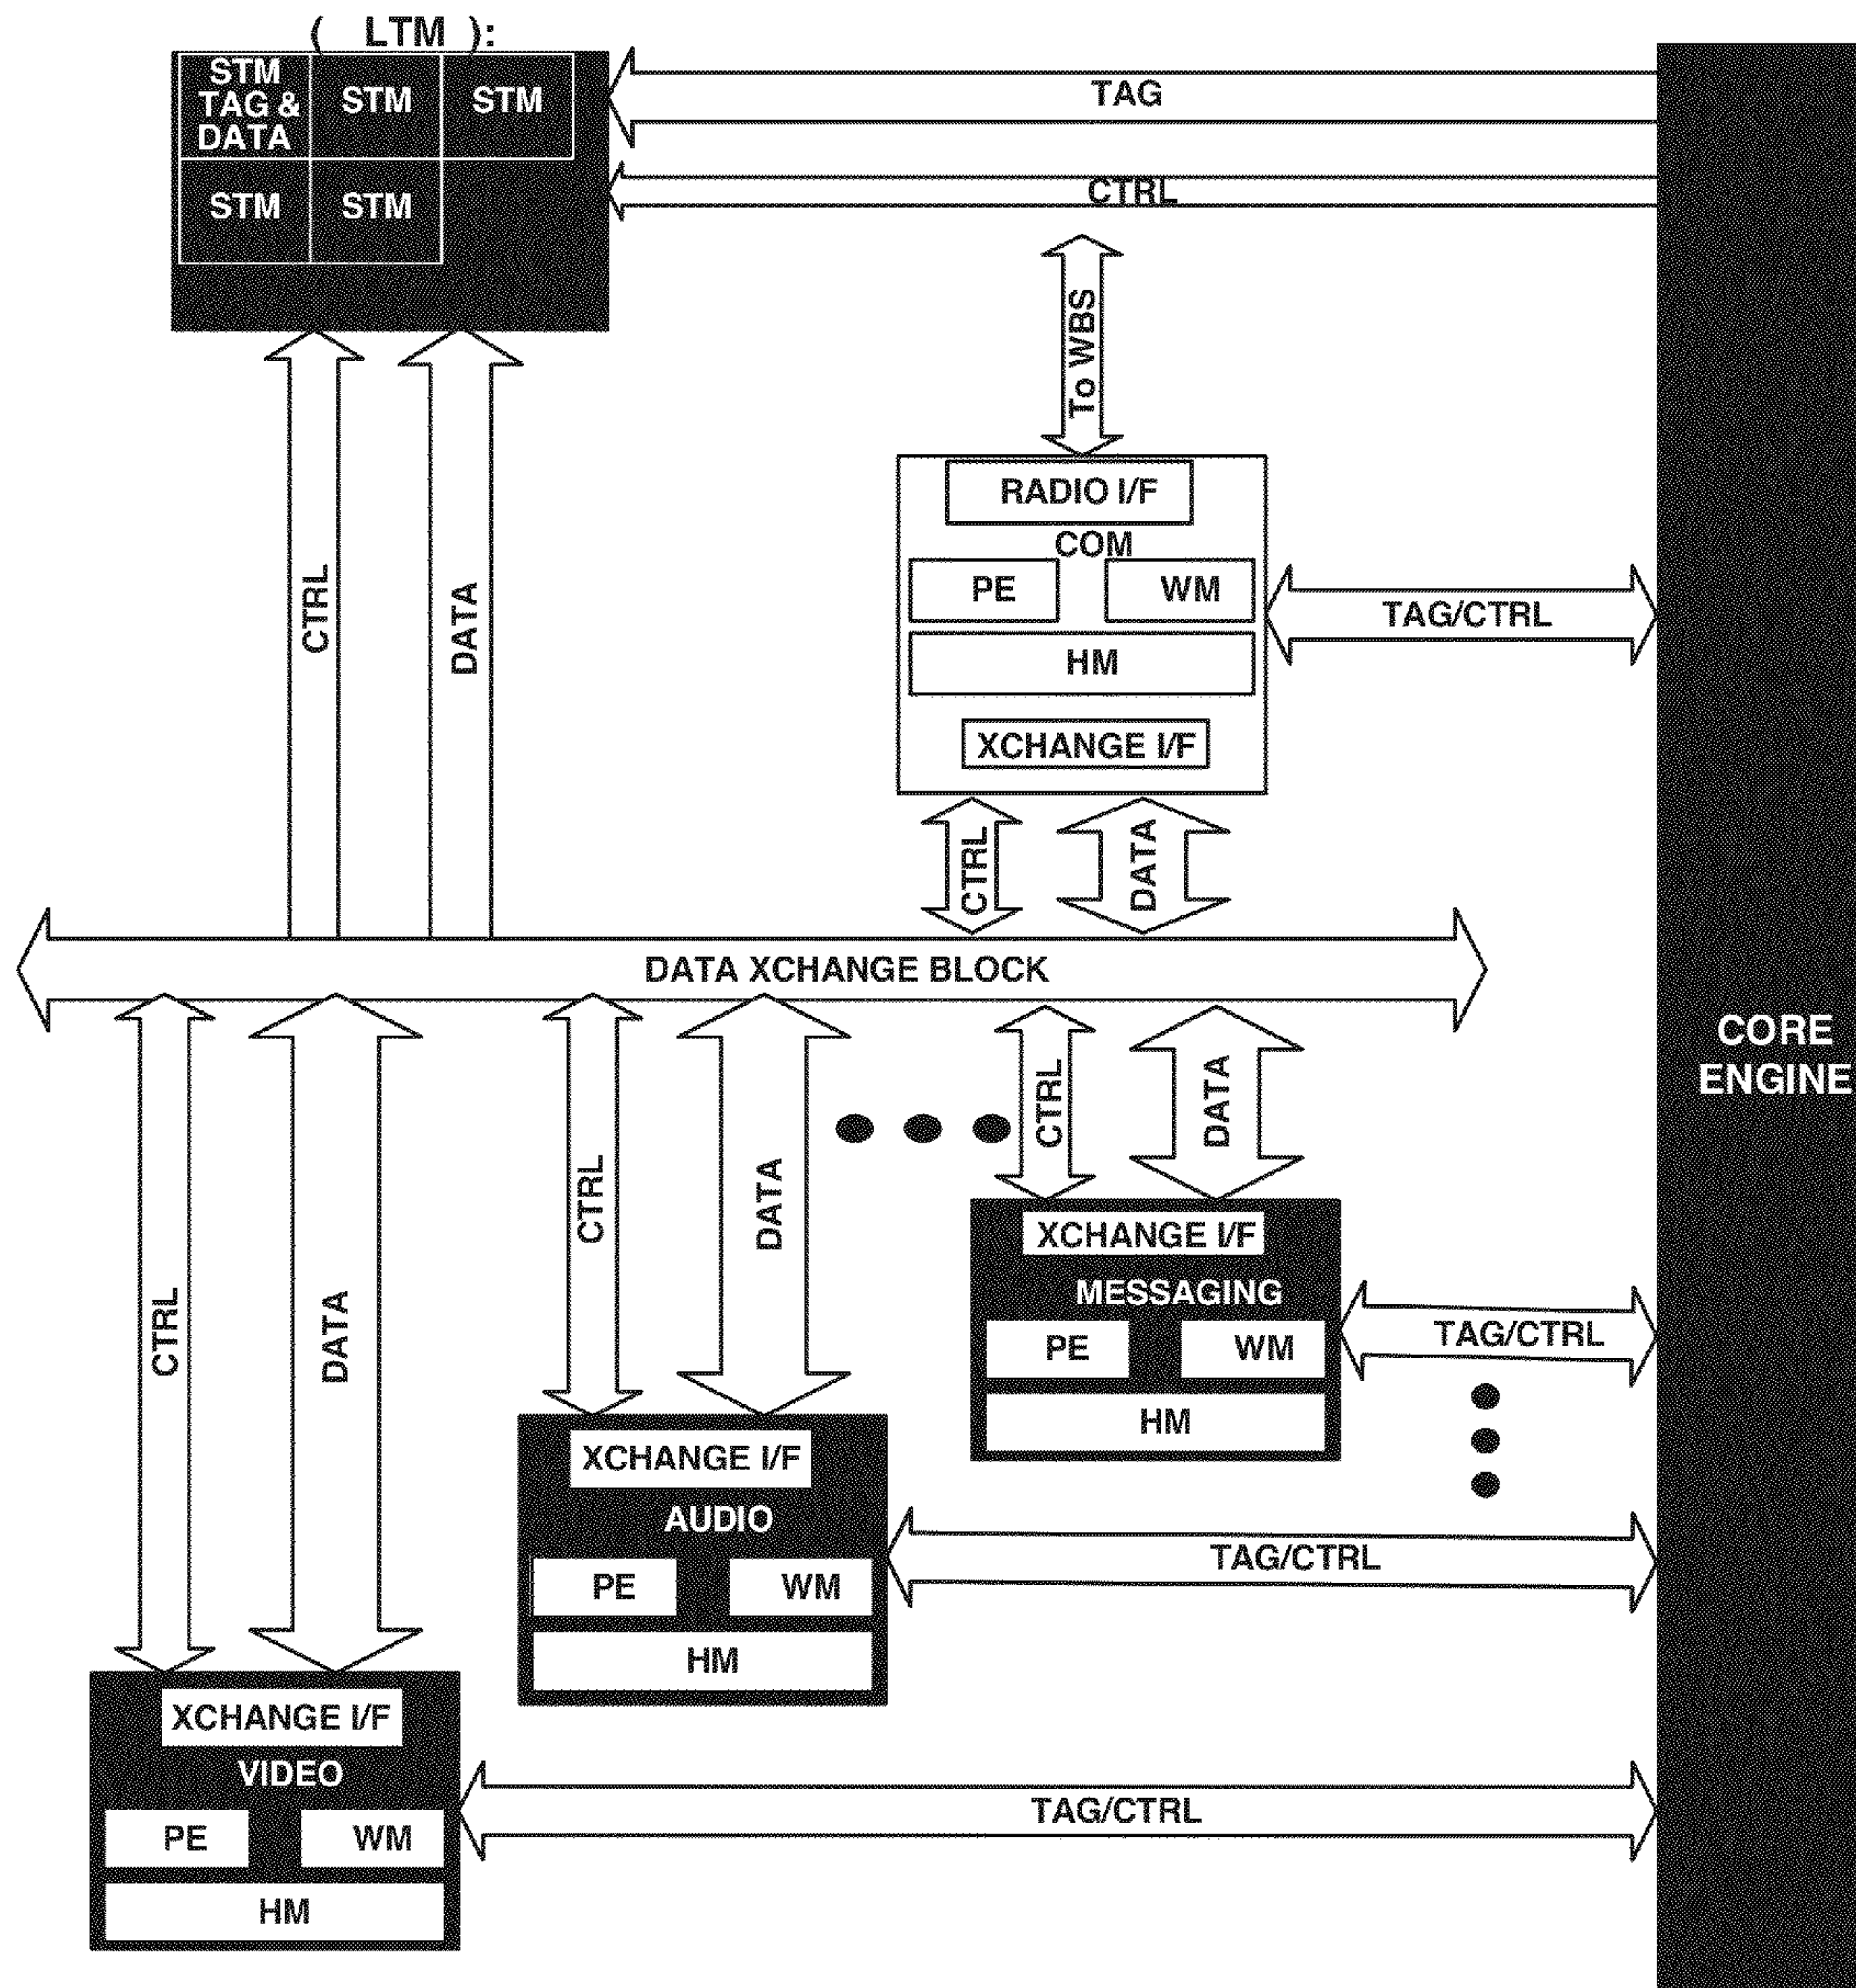 ( LTM ):
STM
TAG &
DATA
STM
STM
STM
STM
TAG
CTRL
To WBS
RADIO I/F
COM
PE
WM
HM
XCHANGE I/F
TAG/CTRL
CTRL
DATA
CTRL
DATA
DATA XCHANGE BLOCK
CORE
ENGINE
CTRL
DATA
CTRL
DATA
CTRL
DATA
XCHANGE I/F
MESSAGING
PE
WM
HM
TAG/CTRL
XCHANGE I/F
AUDIO
PE
WM
HM
TAG/CTRL
XCHANGE I/F
VIDEO
PE
WM
HM
TAG/CTRL